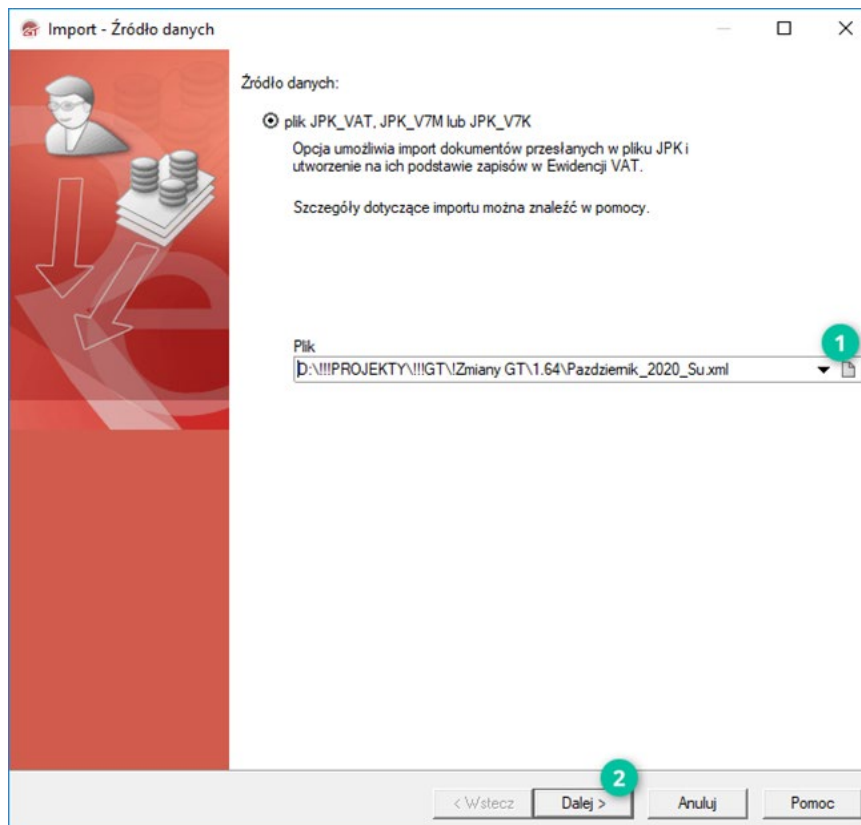 Import - Źródło danych
Źródło danych:
plik JPK_VAT, JPK_V7M lub JPK_V7K
Opcja umożliwia import dokumentów przesłanych w pliku JPK i
utworzenie na ich podstawie zapisów w Ewidencji VAT.
Szczegóły dotyczące importu można znaleźć w pomocy.
1
Plik
D:\!!!PROJEKTY\!!!GT\!Zmiany GT\1.64\Pazdziernik_2020_Su.xml
2
< Wstecz Dalej > Anuluj Pomoc